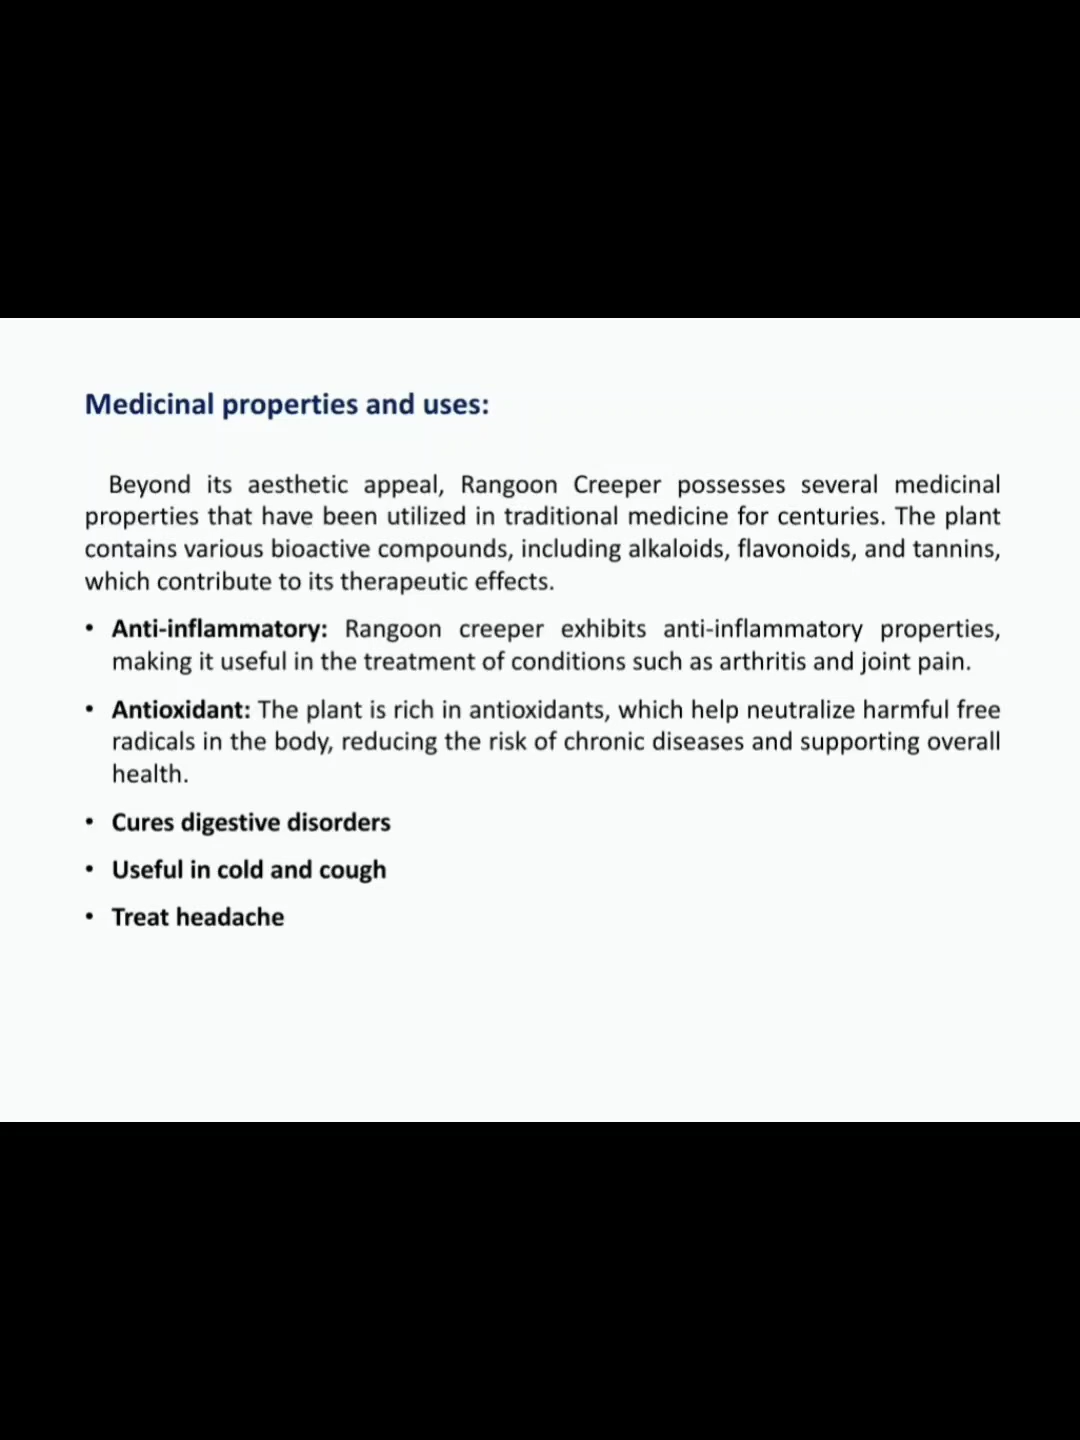 Medicinal properties and uses:
Beyond its aesthetic appeal, Rangoon Creeper possesses several medicinal
properties that have been utilized in traditional medicine for centuries. The plant
contains various bioactive compounds, including alkaloids, flavonoids, and tannins,
which contribute to its therapeutic effects.
• Anti-inflammatory: Rangoon creeper exhibits anti-inflammatory properties,
making it useful in the treatment of conditions such as arthritis and joint pain.
• Antioxidant: The plant is rich in antioxidants, which help neutralize harmful free
radicals in the body, reducing the risk of chronic diseases and supporting overall
health.
• Cures digestive disorders
• Useful in cold and cough
• Treat headache